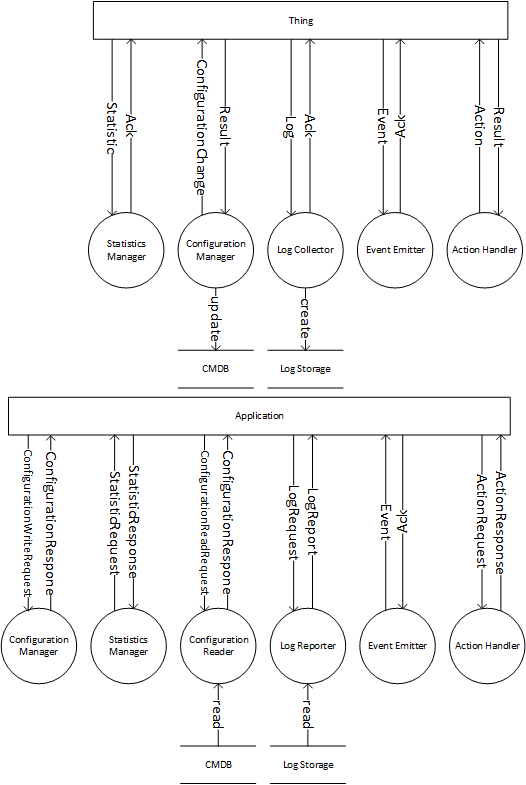 Thing
Statistic
Ack
ConfigurationChange
Result
Log
Ack
Event
Ack
Action
Result
Statistics
Manager
Configuration
Manager
Log Collector
Event Emitter
Action Handler
update
create
CMDB
Log Storage
Application
ConfigurationWriteRequest
ConfigurationRespone
StatisticRequest
StatisticResponse
ConfigurationReadRequest
ConfigurationRespone
LogRequest
LogReport
Event
Ack
ActionRequest
ActionResponse
Configuration
Manager
Statistics
Manager
Configuration
Reader
Log Reporter
Event Emitter
Action Handler
read
read
CMDB
Log Storage